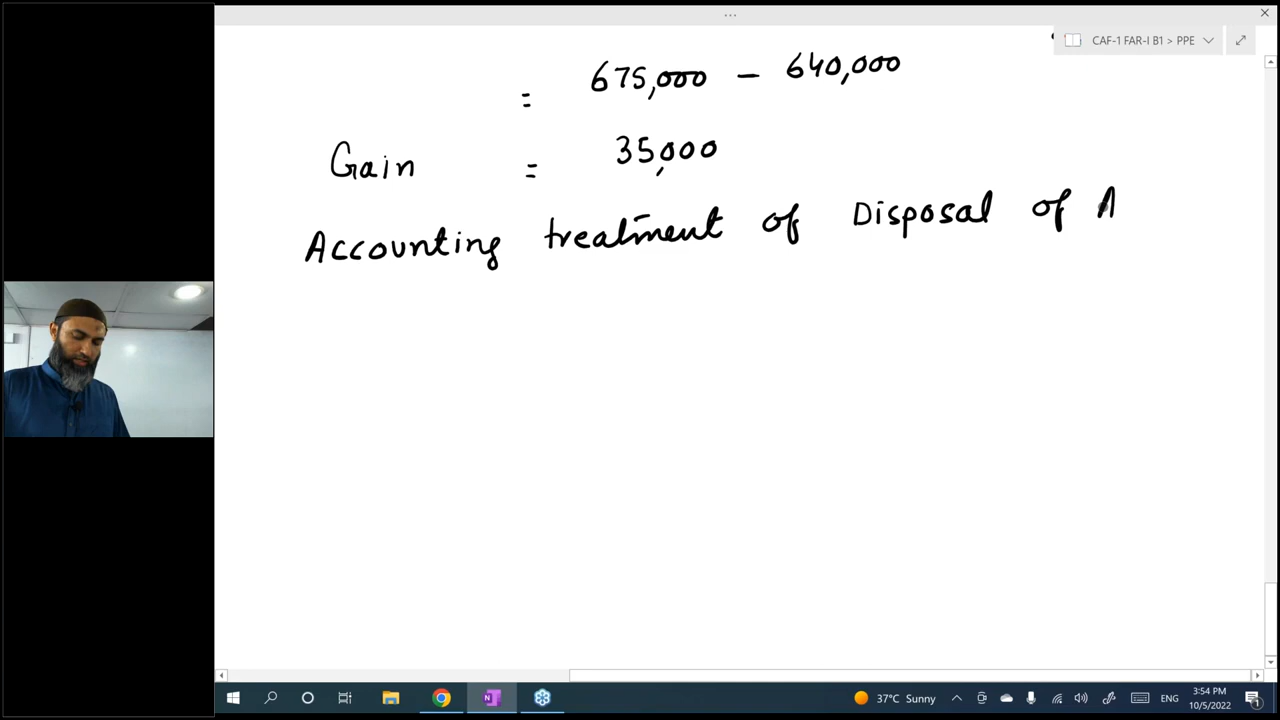 CAF-1 FAR-I B1 > PPE
= 675,000 - 640,000
Gain = 35,000
Accounting treatment of Disposal of A
37°C Sunny
ENG
3:54 PM
10/5/2022
1